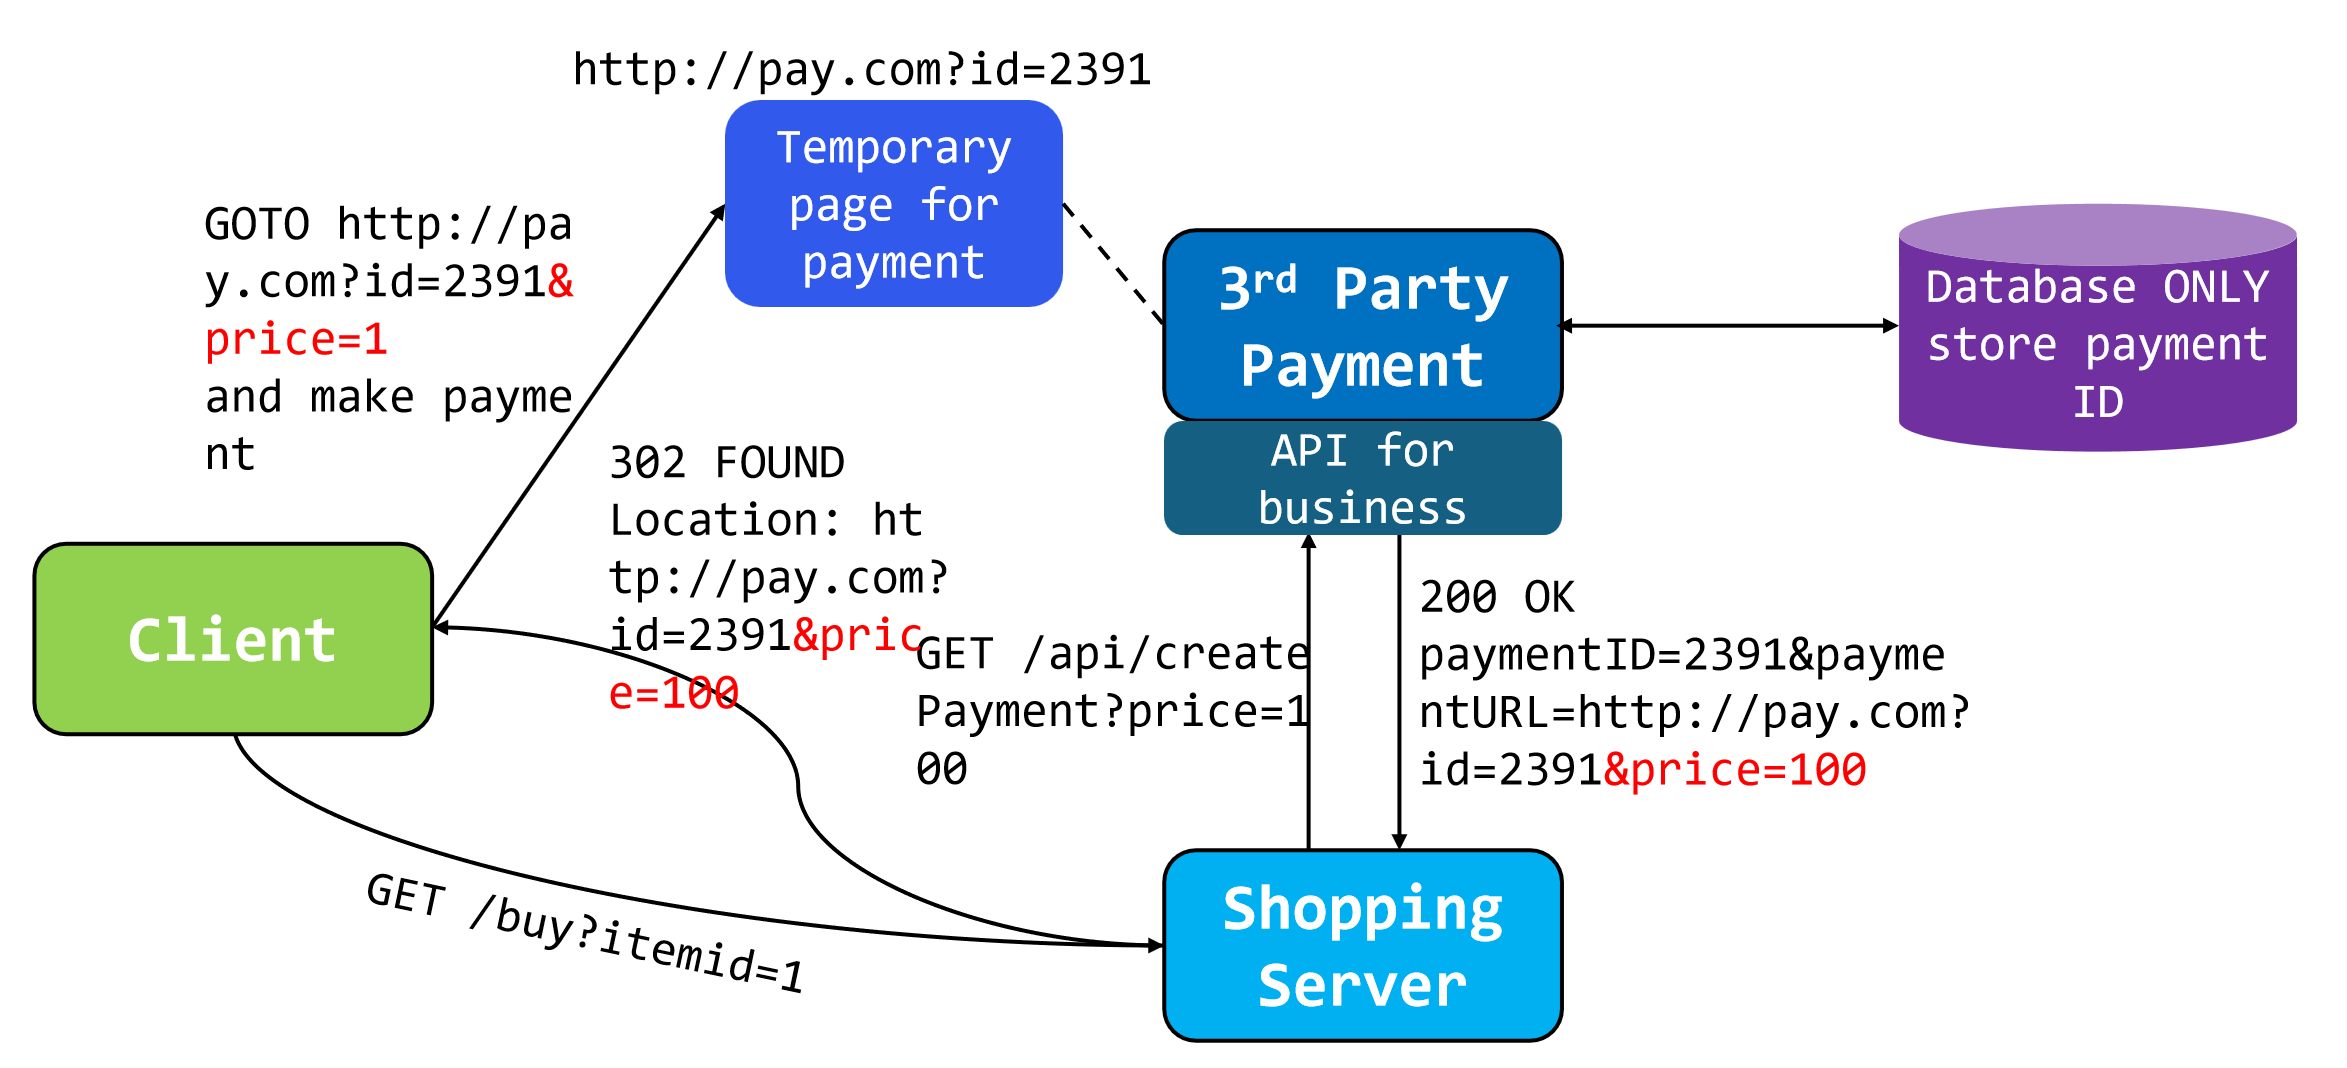 http://pay.com?id=2391
Temporary
page for
payment
GOTO http://pa
y.com?id=2391&
price=1
and make payme
nt
3rd Party
Payment
API for
business
Database ONLY
store payment
ID
302 FOUND
Location: ht
tp://pay.com?
id=2391&pric
e=100
Client
GET /api/create
Payment?price=1
00
200 OK
paymentID=2391&payme
ntURL=http://pay.com?
id=2391&price=100
GET /buy?itemid=1
Shopping
Server